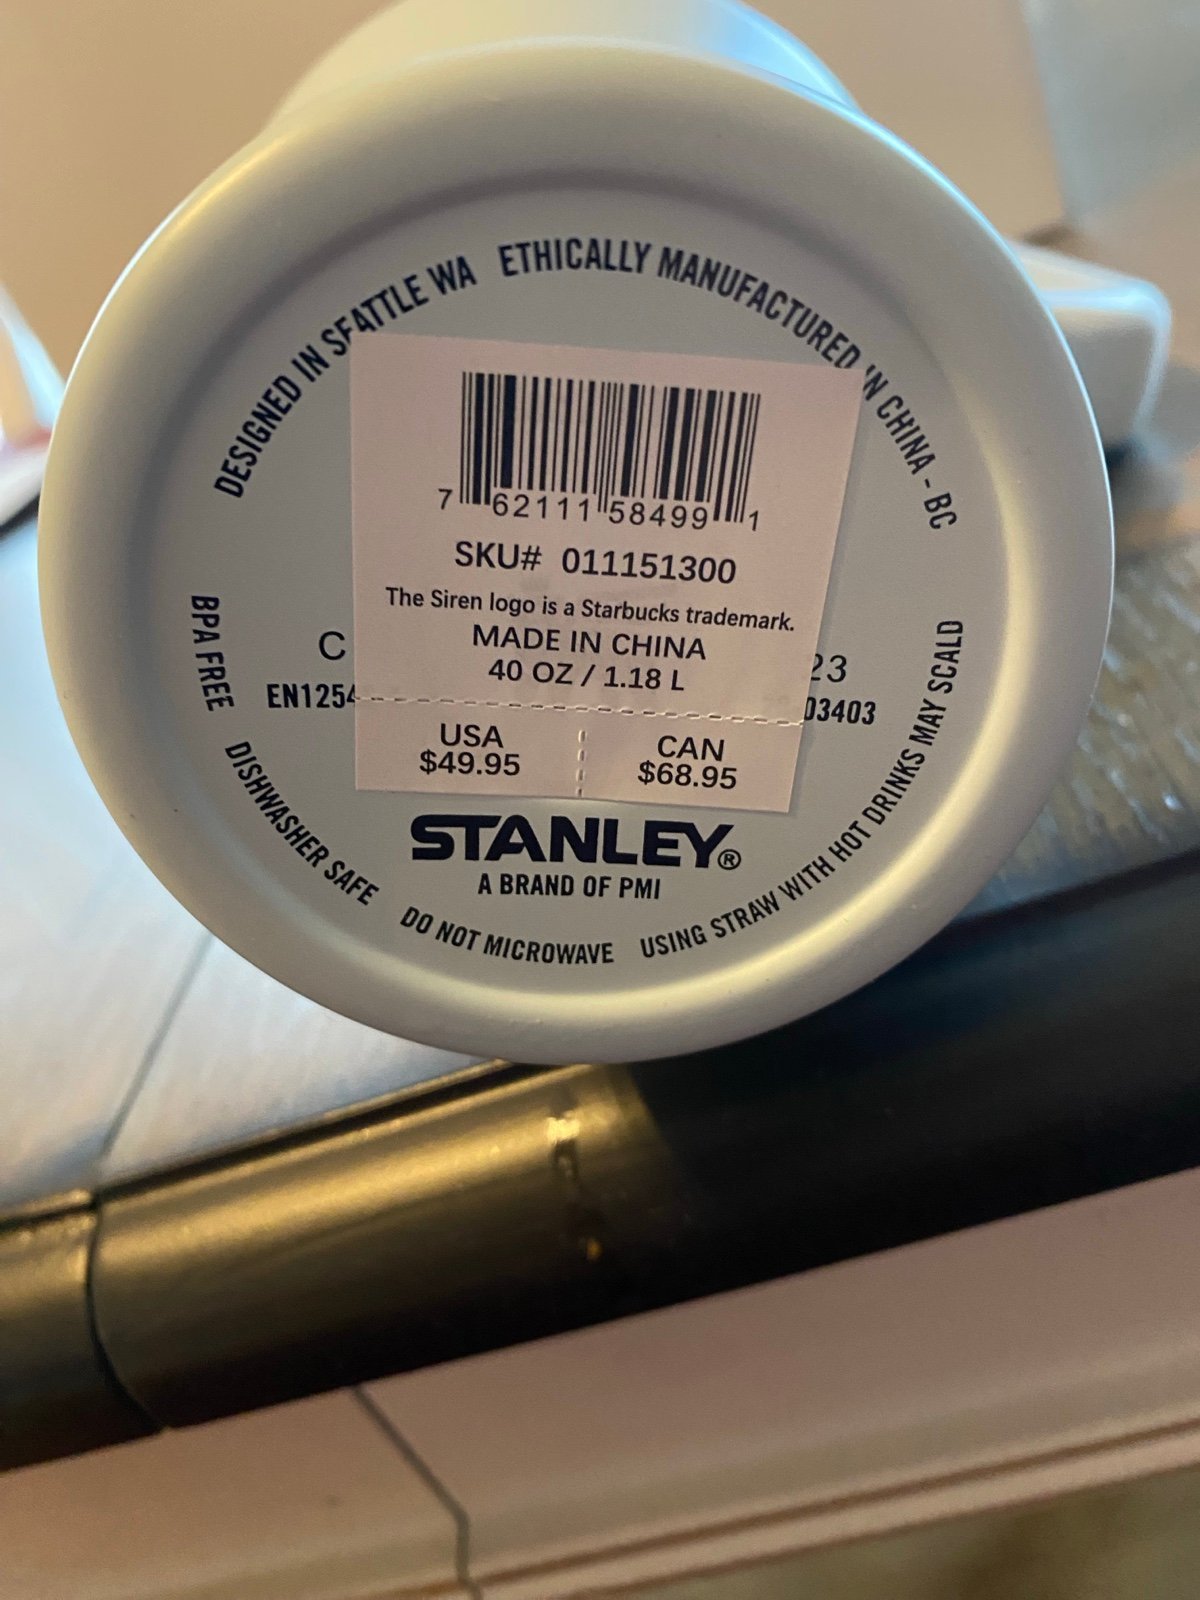 DESIGNED IN SEATTLE WA
ETHICALLY MANUFACTURED IN CHINA - BC
7 62111 58499 1
SKU# 011151300
The Siren logo is a Starbucks trademark.
MADE IN CHINA
40 OZ / 1.18 L
USA
$49.95
CAN
$68.95
C
23
EN1254
03403
STANLEY®
A BRAND OF PMI
BPA FREE
DISHWASHER SAFE
DO NOT MICROWAVE
USING STRAW WITH HOT DRINKS MAY SCALD